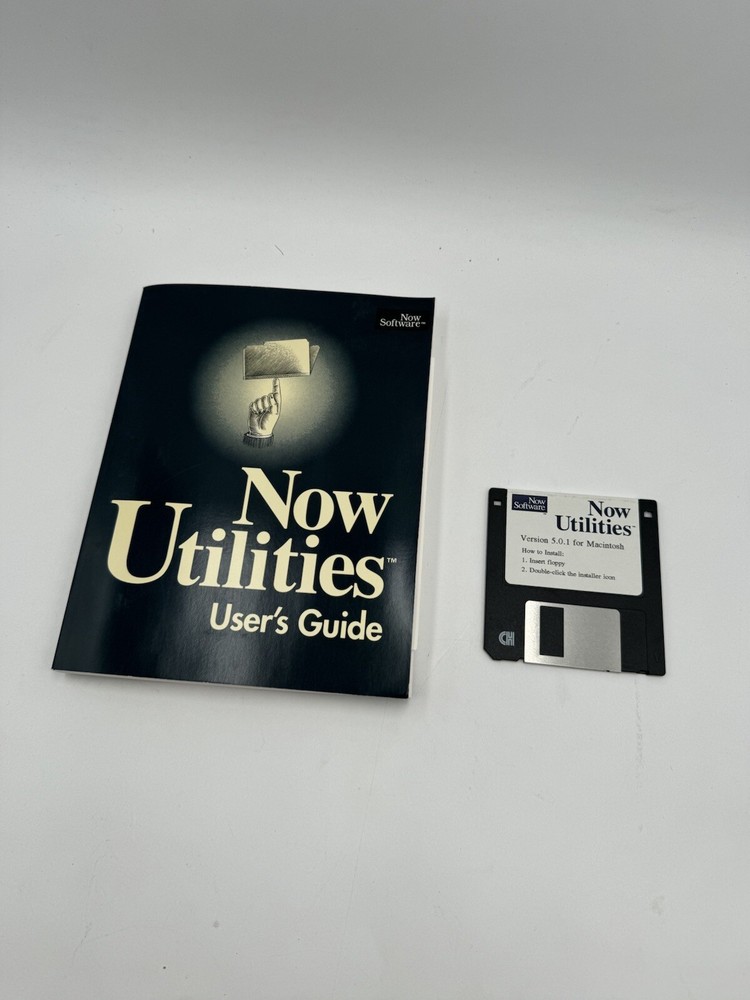 Now
Software™
Now
Utilities™
User's Guide
Now
Software
Now
Utilities™
Version 5.0.1 for Macintosh
How to Install:
1. Insert floppy
2. Double-click the installer icon
CH